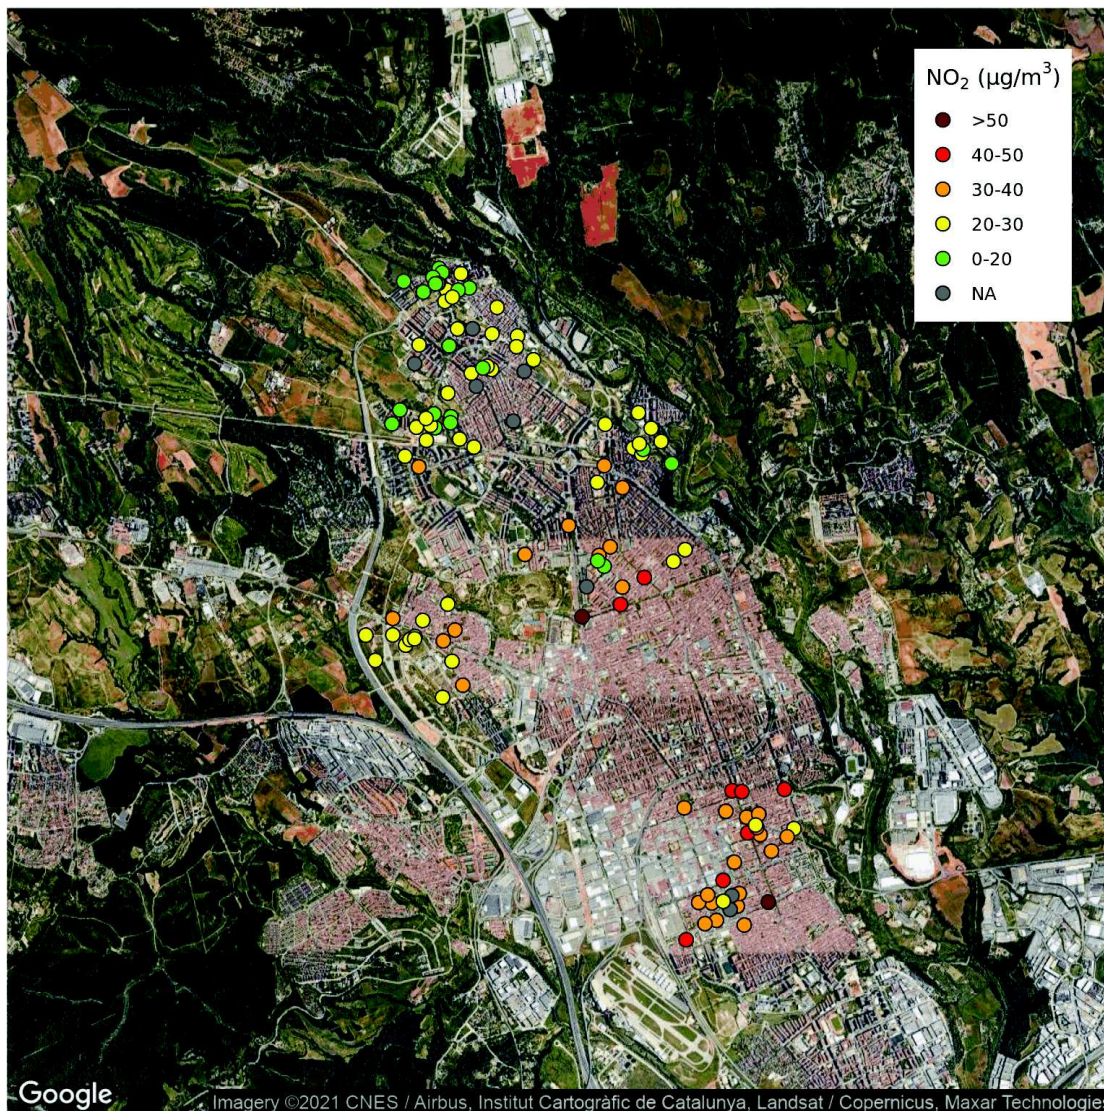 NO₂ (µg/m³)
>50
40-50
30-40
20-30
0-20
NA
Google
Imagery ©2021 CNES / Airbus, Institut Cartogràfic de Catalunya, Landsat / Copernicus, Maxar Technologies